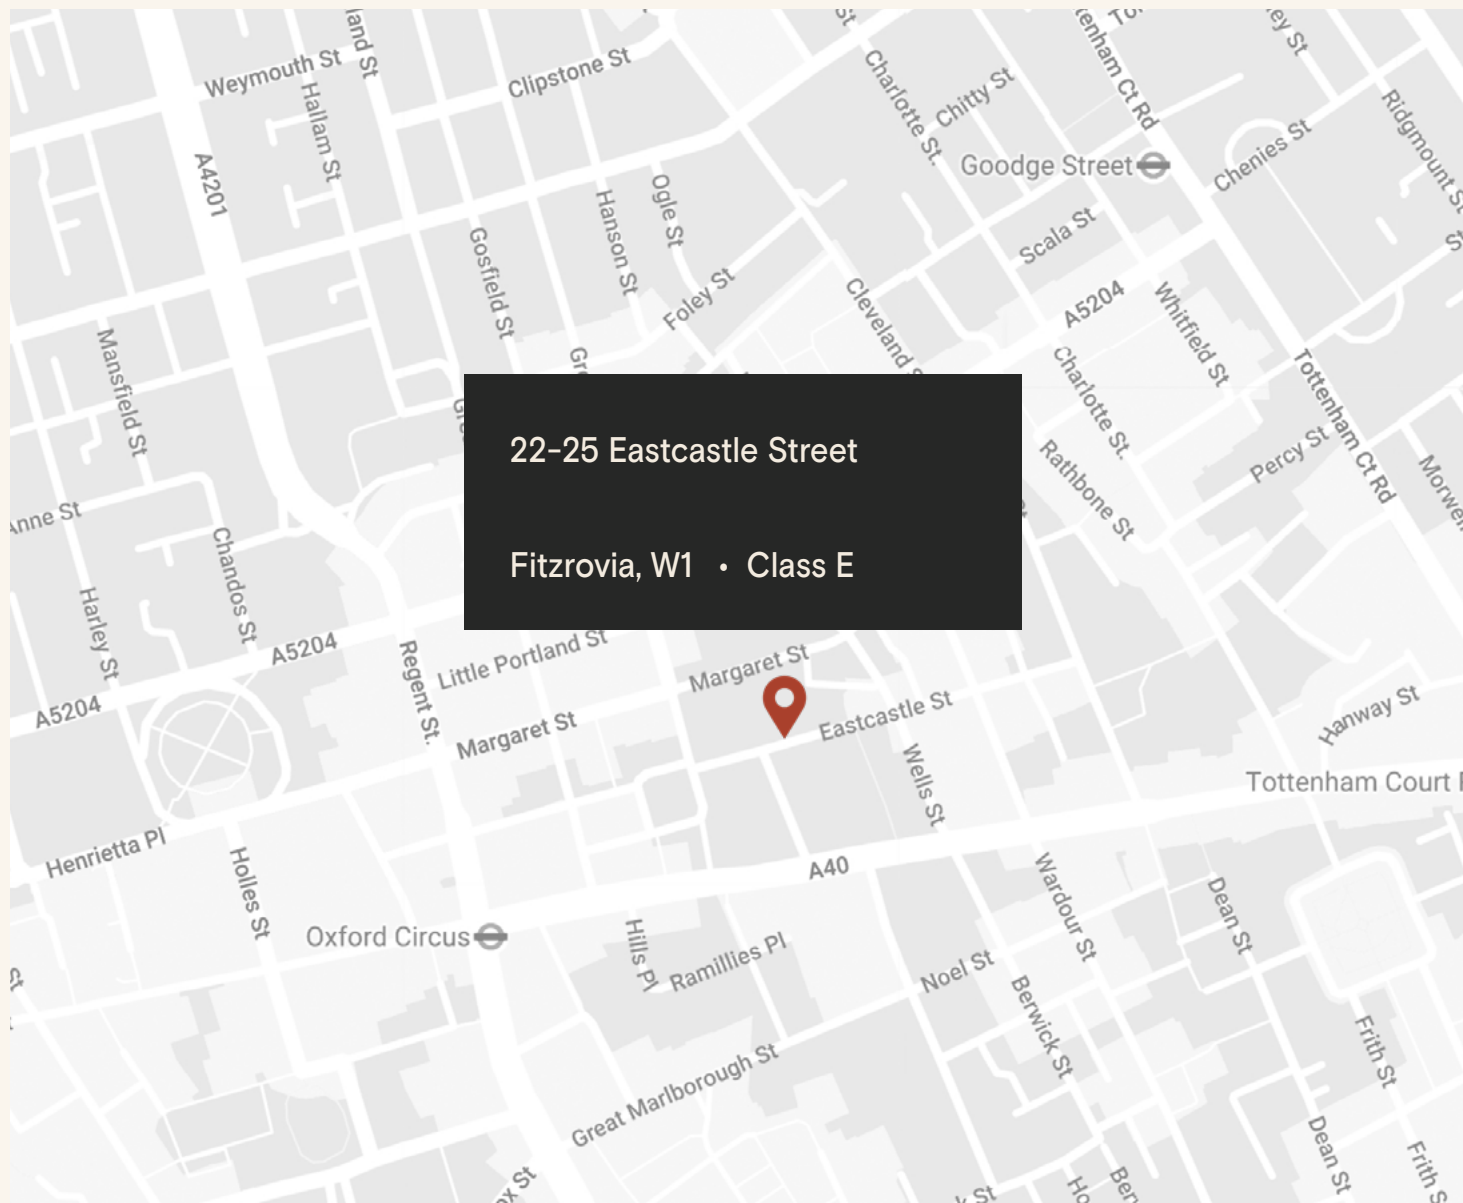 Weymouth St
Hallam St
Clipstone St
A4201
Charlotte St.
Chitty St
Goodge Street
Chenies St
Ridgmount St
Scala St
Ogle St
Hanson St
Gosfield St
Foley St
Cleveland
A5204
Whitfield St
Mansfield St
Charlotte St.
Tottenham Ct Rd
Percy St
Rathbone St
22-25 Eastcastle Street
Fitzrovia, W1 • Class E
Chandos St
Harley St
A5204
A5204
Regent St.
Little Portland St
Margaret St
Margaret St
Eastcastle St
Wells St
Hanway St
Tottenham Court
Henrietta Pl
Holles St
A40
Oxford Circus
Hills Pl
Ramillies Pl
Noel St
Wardour St
Dean St
Berwick St
Great Marlborough St
Frith St
Dean St
Frith S